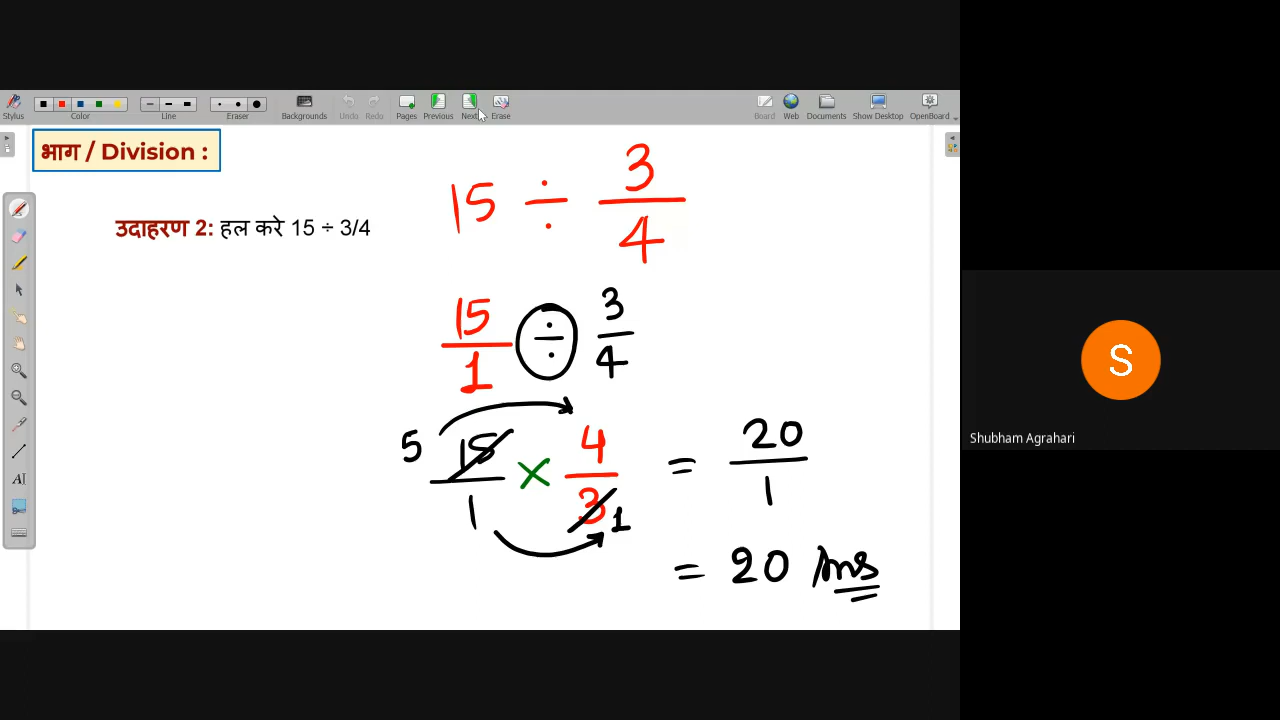 Stylus Color Line Eraser Backgrounds Undo Redo Pages Previous Next Erase Board Web Documents Show Desktop OpenBoard
भाग / Division :
15 ÷ 3/4
उदाहरण 2: हल करे 15 ÷ 3/4
15/1 ÷ 3/4
5 15/1 × 4/3 1 = 20/1
= 20 Ans
AI
S
Shubham Agrahari